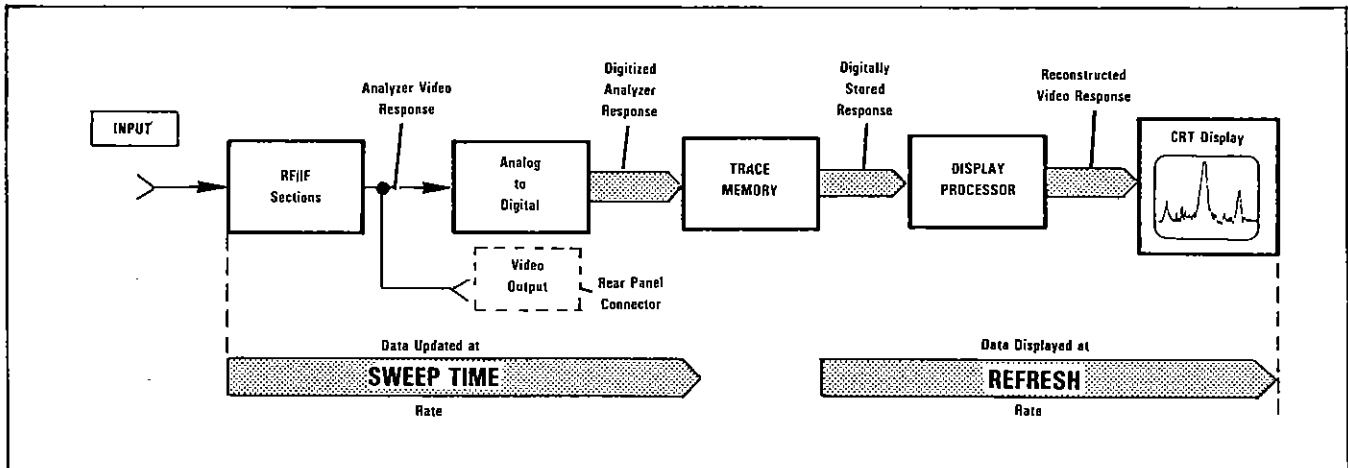 INPUT
RF/IF
Sections
Analyzer Video
Response
Analog
to
Digital
Video
Output
Rear Panel
Connector
Digitized
Analyzer
Response
TRACE
MEMORY
Digitally
Stored
Response
DISPLAY
PROCESSOR
Reconstructed
Video Response
CRT Display
Data Updated at
SWEEP TIME
Rate
Data Displayed at
REFRESH
Rate